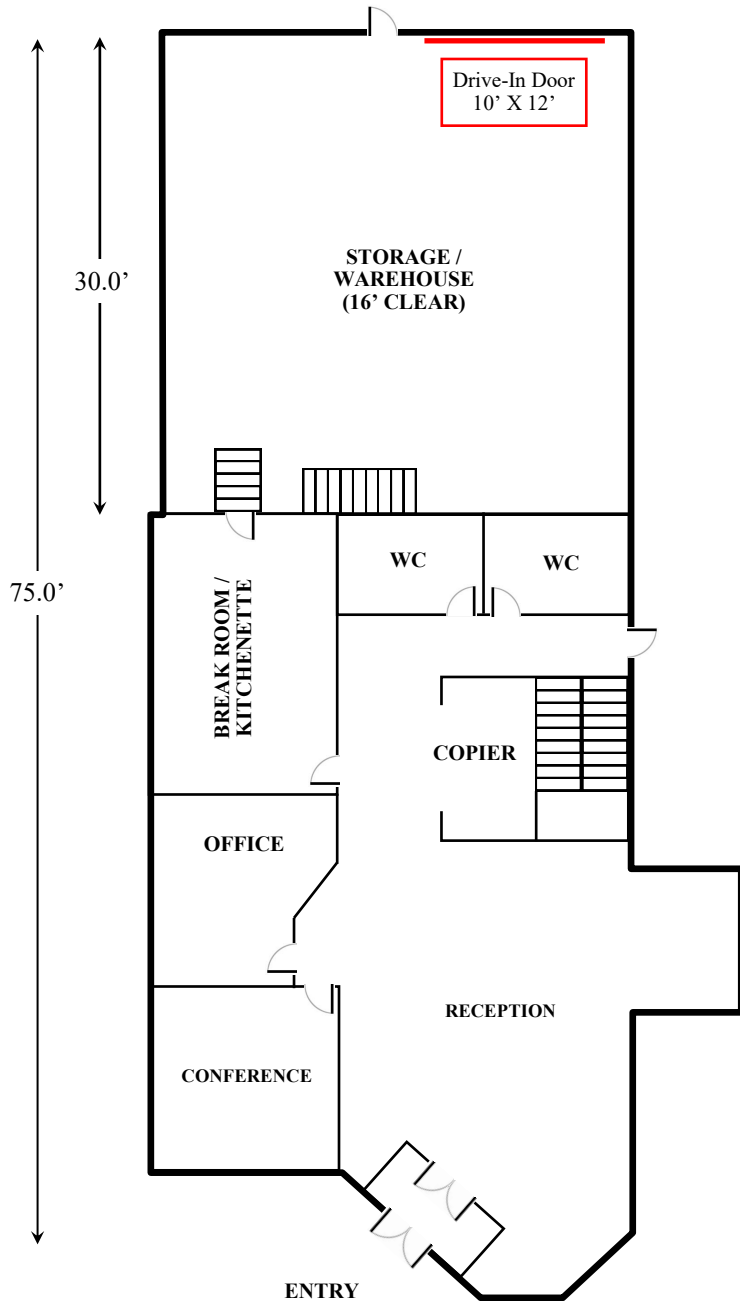 Drive-In Door
10’ X 12’
STORAGE /
WAREHOUSE
(16’ CLEAR)
30.0’
75.0’
WC
WC
BREAK ROOM /
KITCHENETTE
COPIER
OFFICE
RECEPTION
CONFERENCE
ENTRY